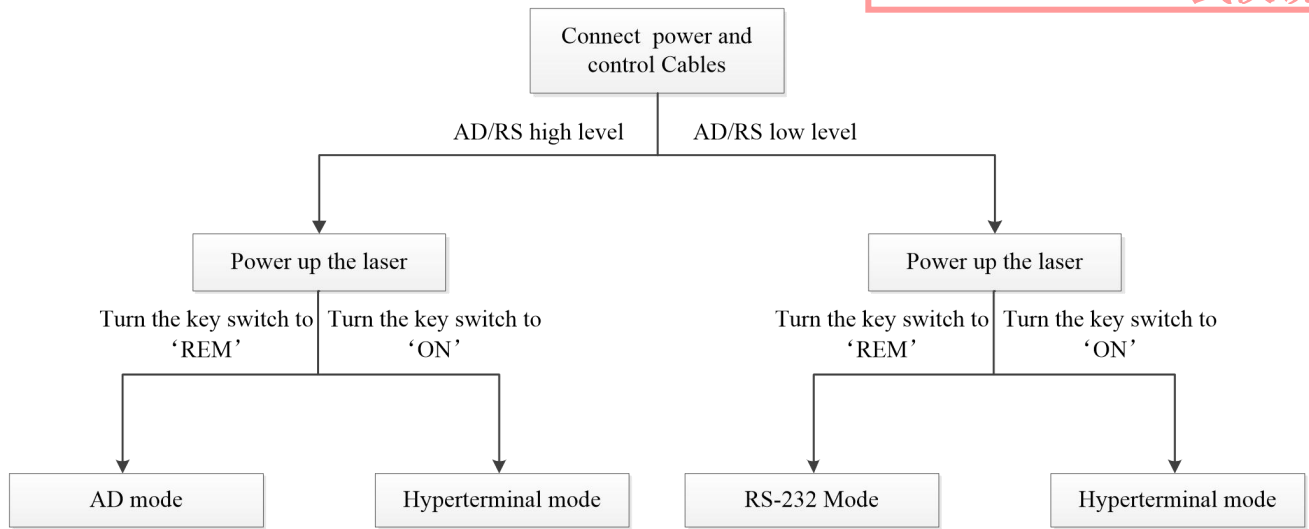 Connect power and
control Cables
AD/RS high level
AD/RS low level
Power up the laser
Power up the laser
Turn the key switch to
‘REM’
Turn the key switch to
‘ON’
Turn the key switch to
‘REM’
Turn the key switch to
‘ON’
AD mode
Hyperterminal mode
RS-232 Mode
Hyperterminal mode